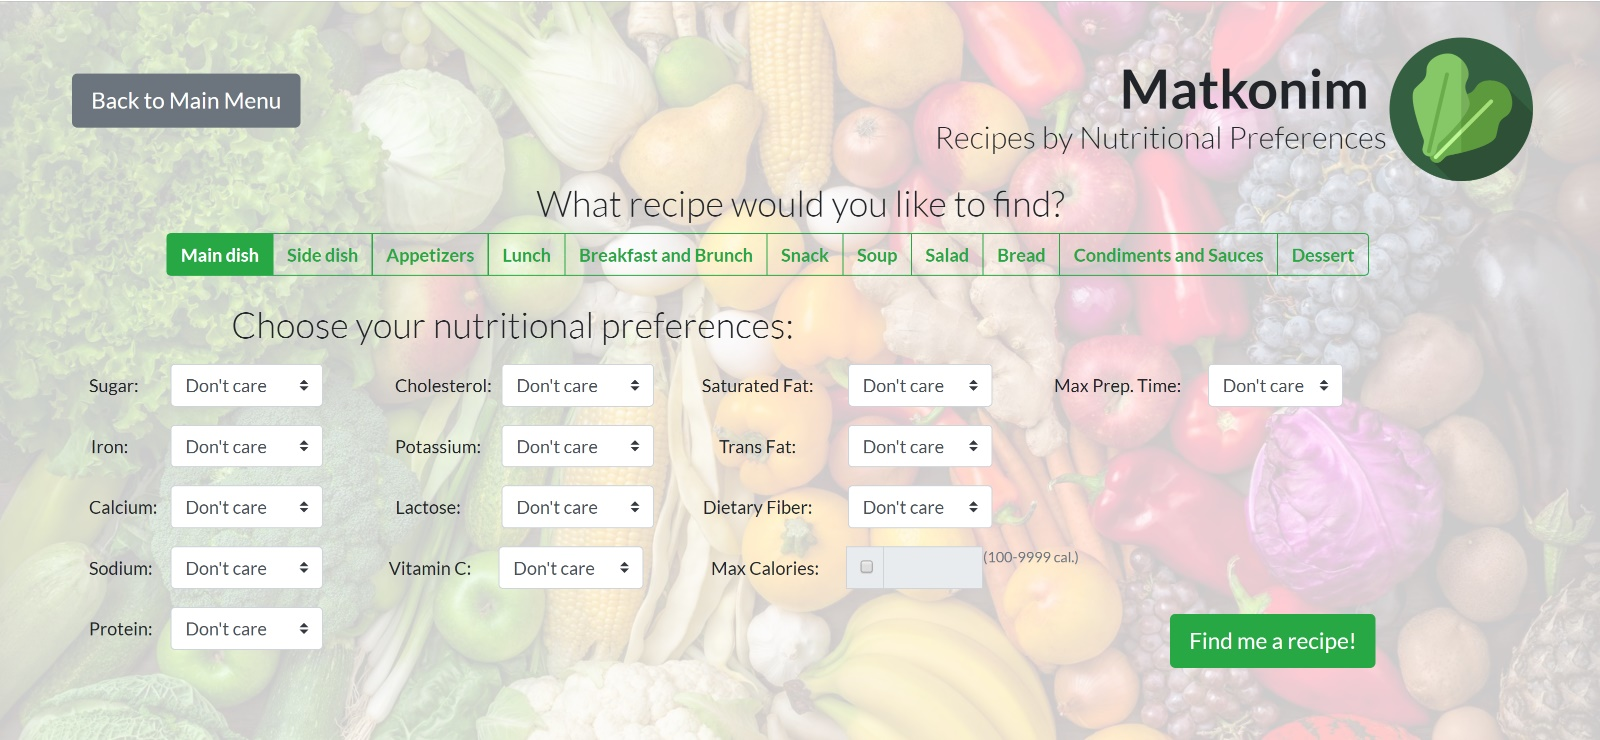 Back to Main Menu
Matkonim
Recipes by Nutritional Preferences
What recipe would you like to find?
Main dish Side dish Appetizers Lunch Breakfast and Brunch Snack Soup Salad Bread Condiments and Sauces Dessert
Choose your nutritional preferences:
Sugar: Don't care Cholesterol: Don't care Saturated Fat: Don't care Max Prep. Time: Don't care
Iron: Don't care Potassium: Don't care Trans Fat: Don't care
Calcium: Don't care Lactose: Don't care Dietary Fiber: Don't care
Sodium: Don't care Vitamin C: Don't care Max Calories: (100-9999 cal.)
Protein: Don't care
Find me a recipe!